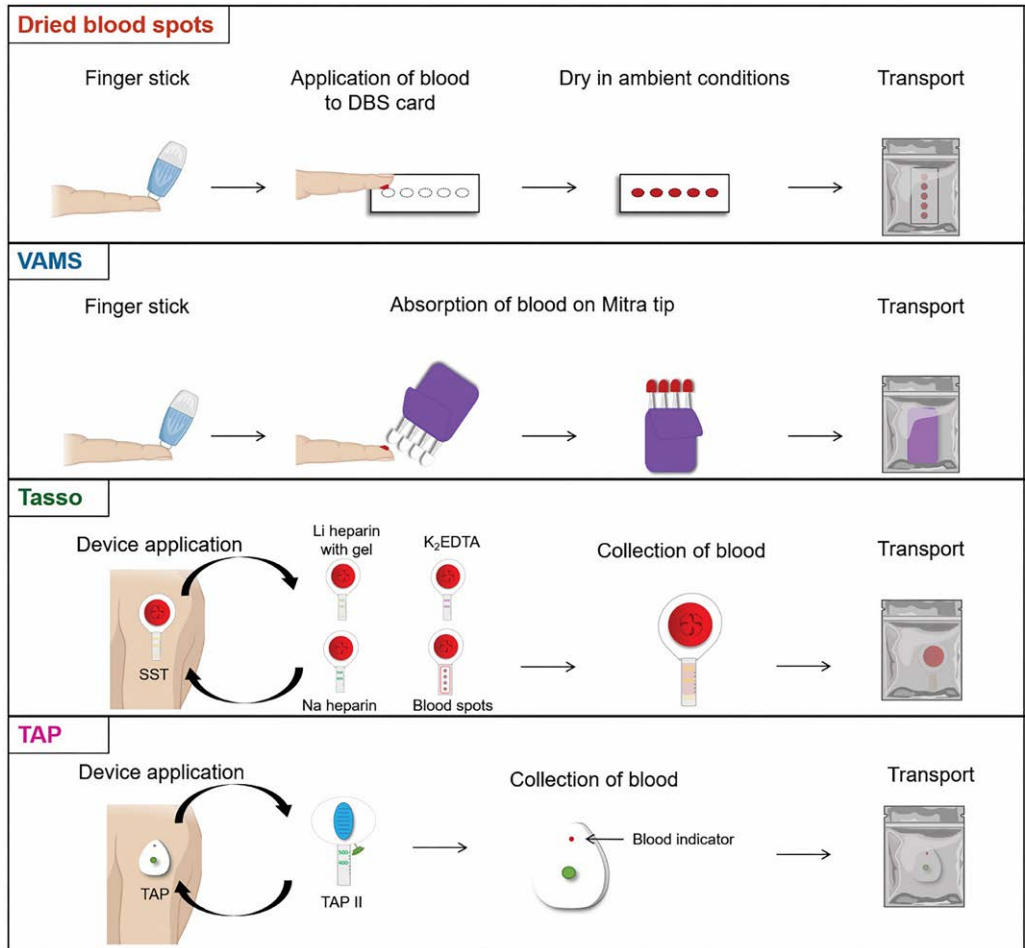 Dried blood spots
Finger stick
Application of blood
to DBS card
Dry in ambient conditions
Transport
VAMS
Finger stick
Absorption of blood on Mitra tip
Transport
Tasso
Device application
Li heparin
with gel
K₂EDTA
Collection of blood
Transport
SST
Na heparin
Blood spots
TAP
Device application
Collection of blood
Transport
Blood indicator
500
400
TAP
TAP II